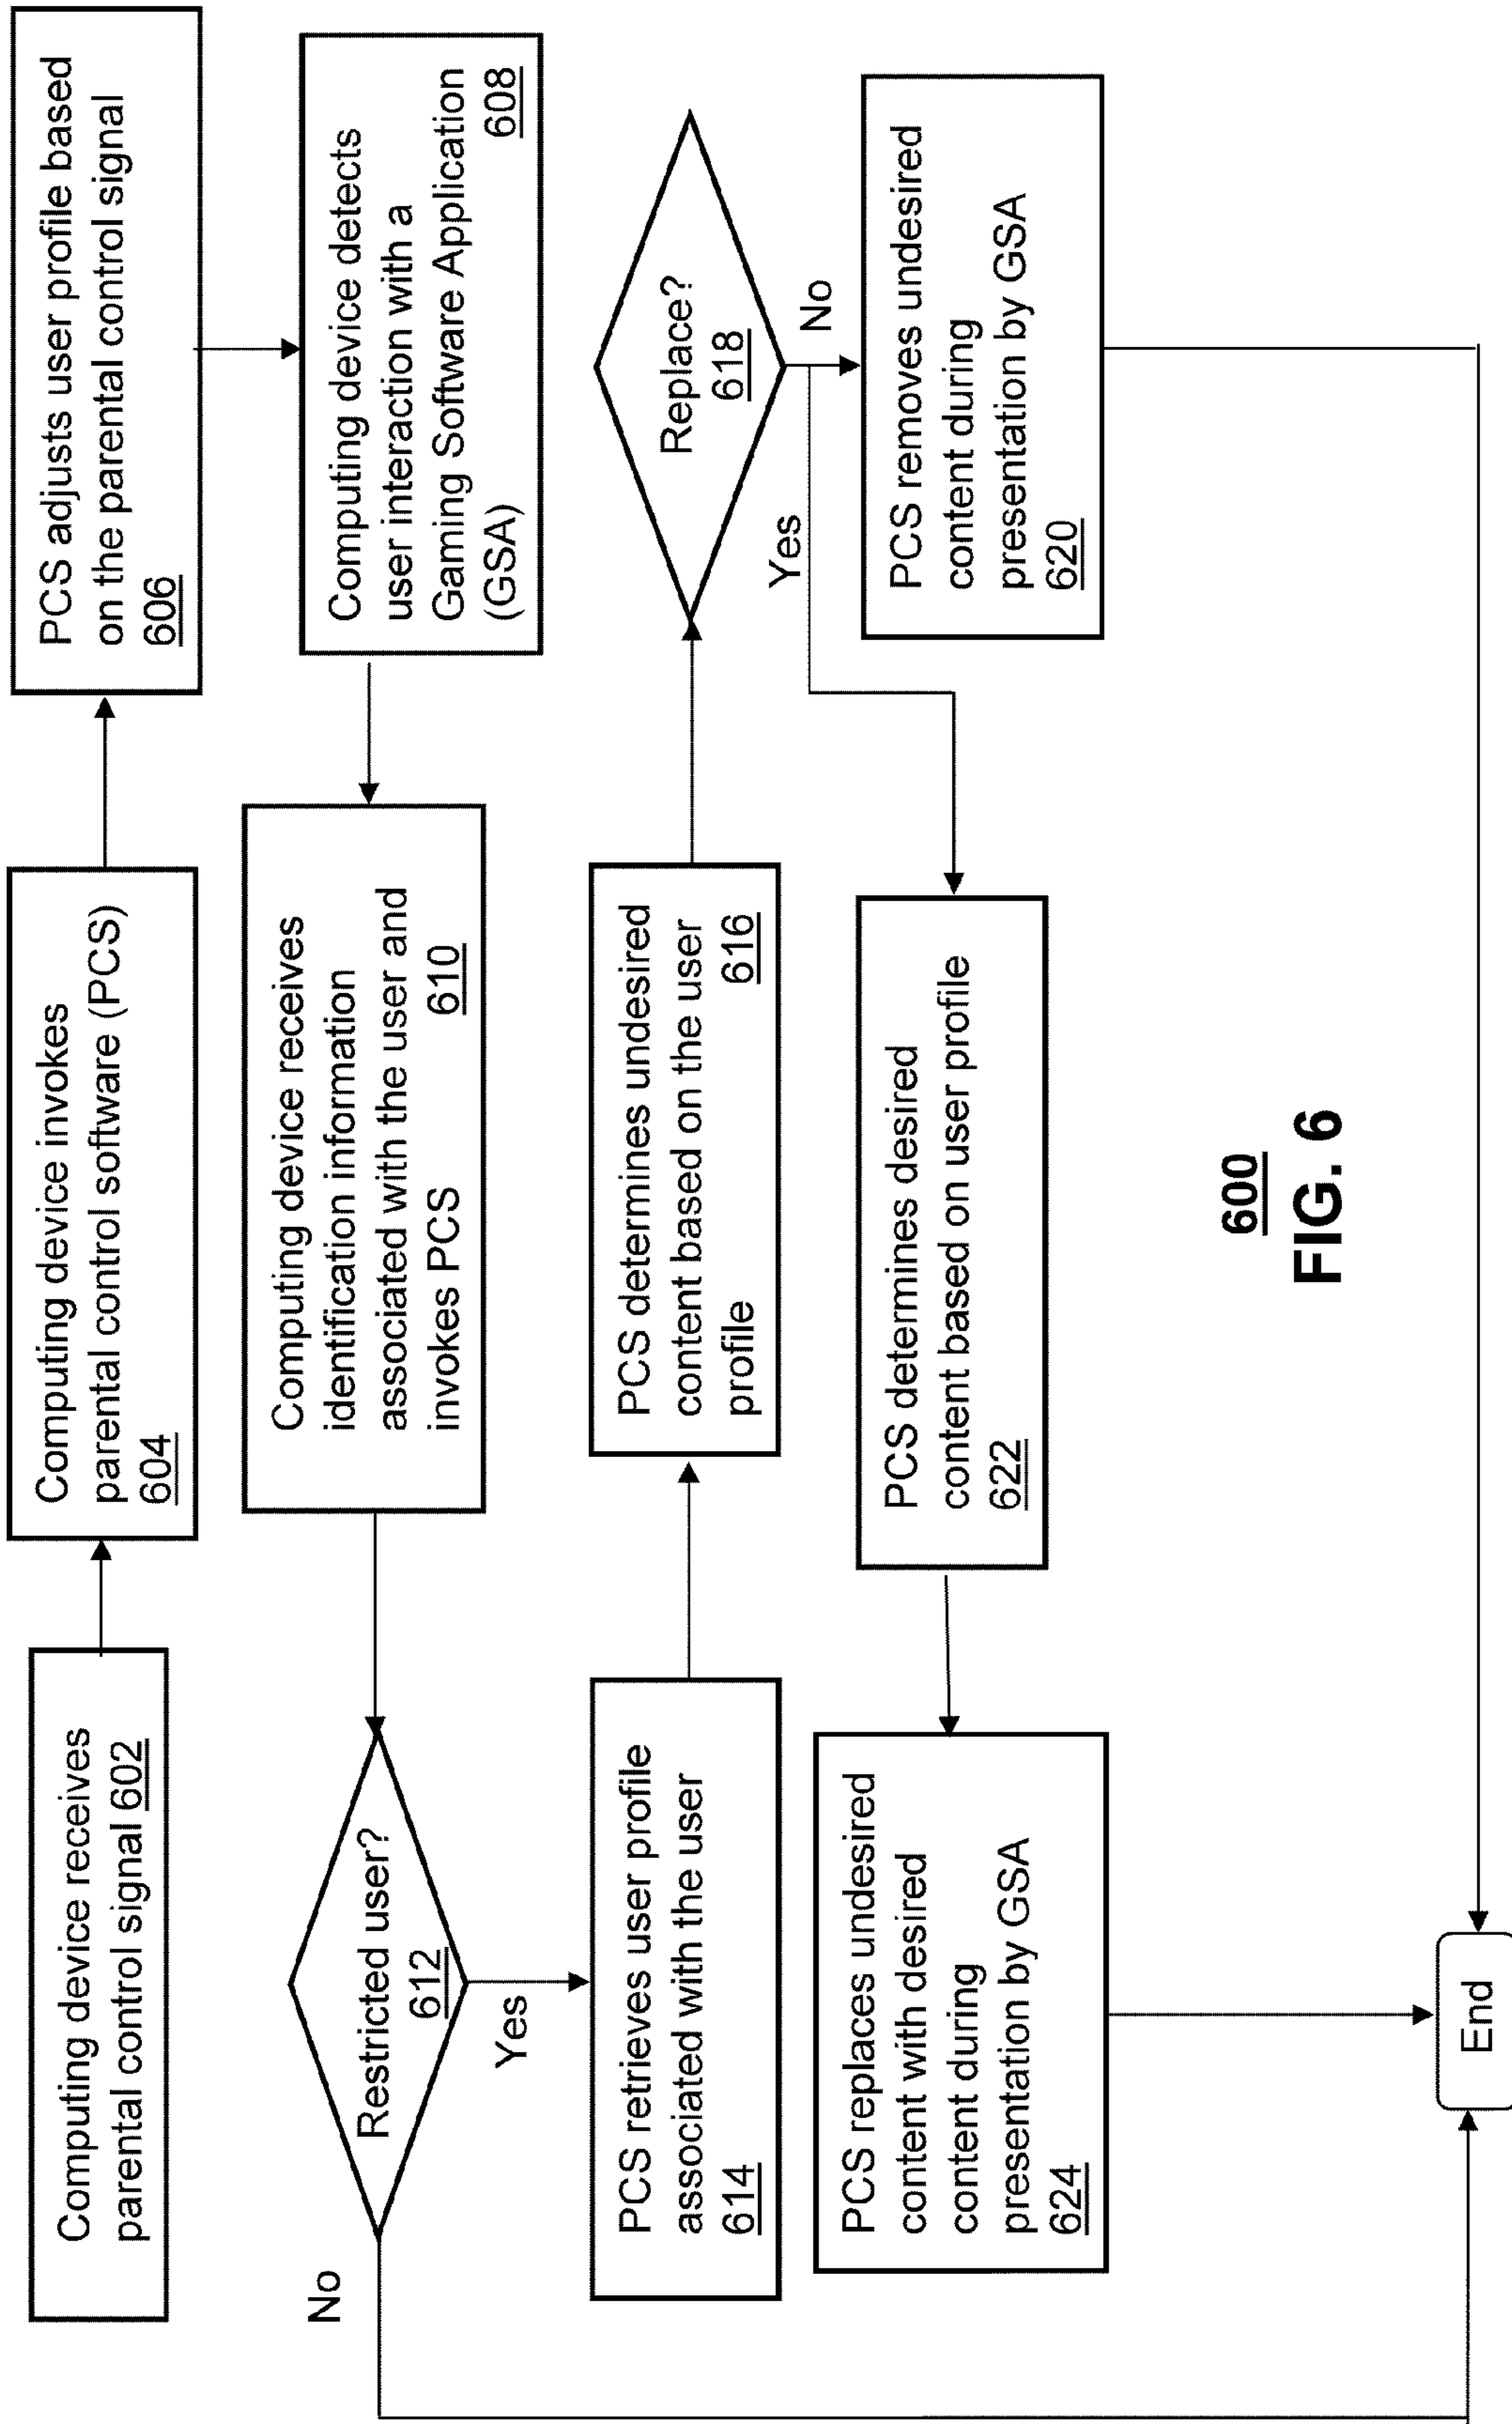 Computing device receives
parental control signal 602
Computing device invokes
parental control software (PCS)
604
PCS adjusts user profile based
on the parental control signal
606
Computing device detects
user interaction with a
Gaming Software Application
(GSA) 608
Computing device receives
identification information
associated with the user and
invokes PCS 610
Restricted user?
612
No
Yes
PCS retrieves user profile
associated with the user
614
PCS determines undesired
content based on the user
profile 616
Replace?
618
Yes
No
PCS removes undesired
content during
presentation by GSA
620
PCS determines desired
content based on user profile
622
PCS replaces undesired
content with desired
content during
presentation by GSA
624
End
600
FIG. 6